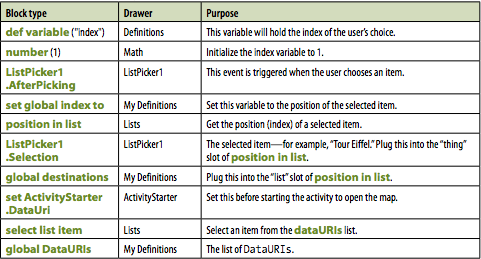 Block type Drawer Purpose
def variable ("index") Definitions This variable will hold the index of the user's choice.
number (1) Math Initialize the index variable to 1.
ListPicker1 ListPicker1 This event is triggered when the user chooses an item.
.AfterPicking
set global index to My Definitions Set this variable to the position of the selected item.
position in list Lists Get the position (index) of a selected item.
ListPicker1 ListPicker1 The selected item—for example, "Tour Eiffel." Plug this into the "thing"
.Selection slot of position in list.
global destinations My Definitions Plug this into the "list" slot of position in list.
set ActivityStarter ActivityStarter Set this before starting the activity to open the map.
.DataUri
select list item Lists Select an item from the dataURIs list.
global DataURIs My Definitions The list of DataURIs.